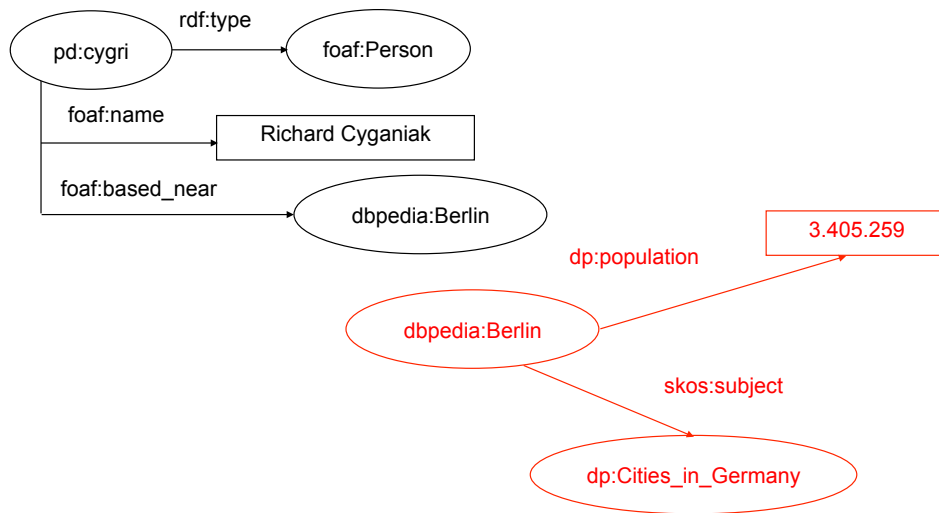 rdf:type
pd:cygri
foaf:Person
foaf:name
Richard Cyganiak
foaf:based_near
dbpedia:Berlin
3.405.259
dp:population
dbpedia:Berlin
skos:subject
dp:Cities_in_Germany